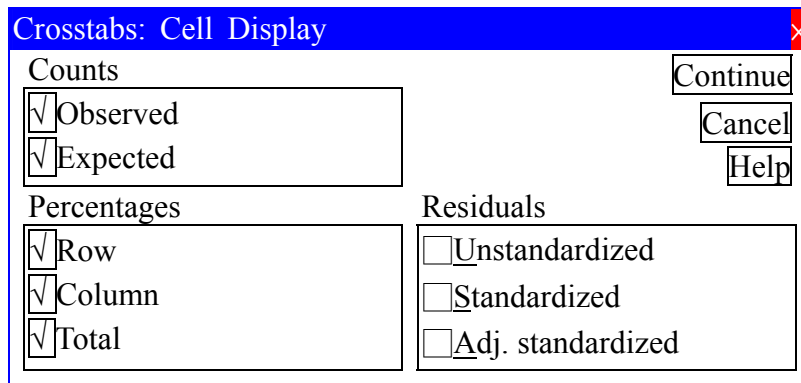 Crosstabs: Cell Display ×
Counts
Continue
√ Observed
Cancel
√ Expected
Help
Percentages
Residuals
√ Row
□ Unstandardized
√ Column
□ Standardized
√ Total
□ Adj. standardized